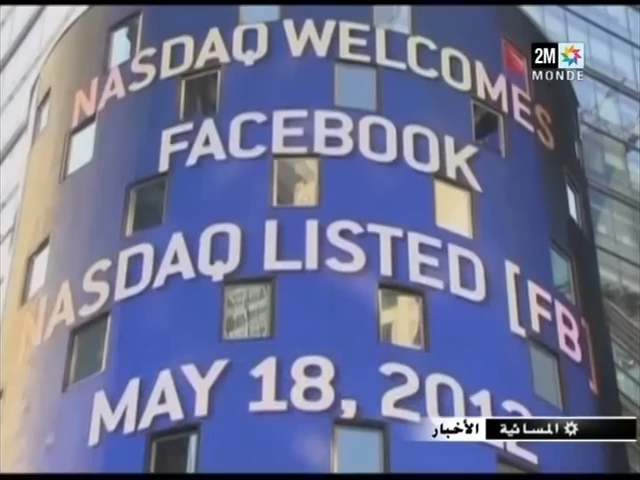 2M
MONDE
NASDAQ WELCOMES
FACEBOOK
NASDAQ LISTED [FB]
MAY 18, 2012
الأخبار المسائية